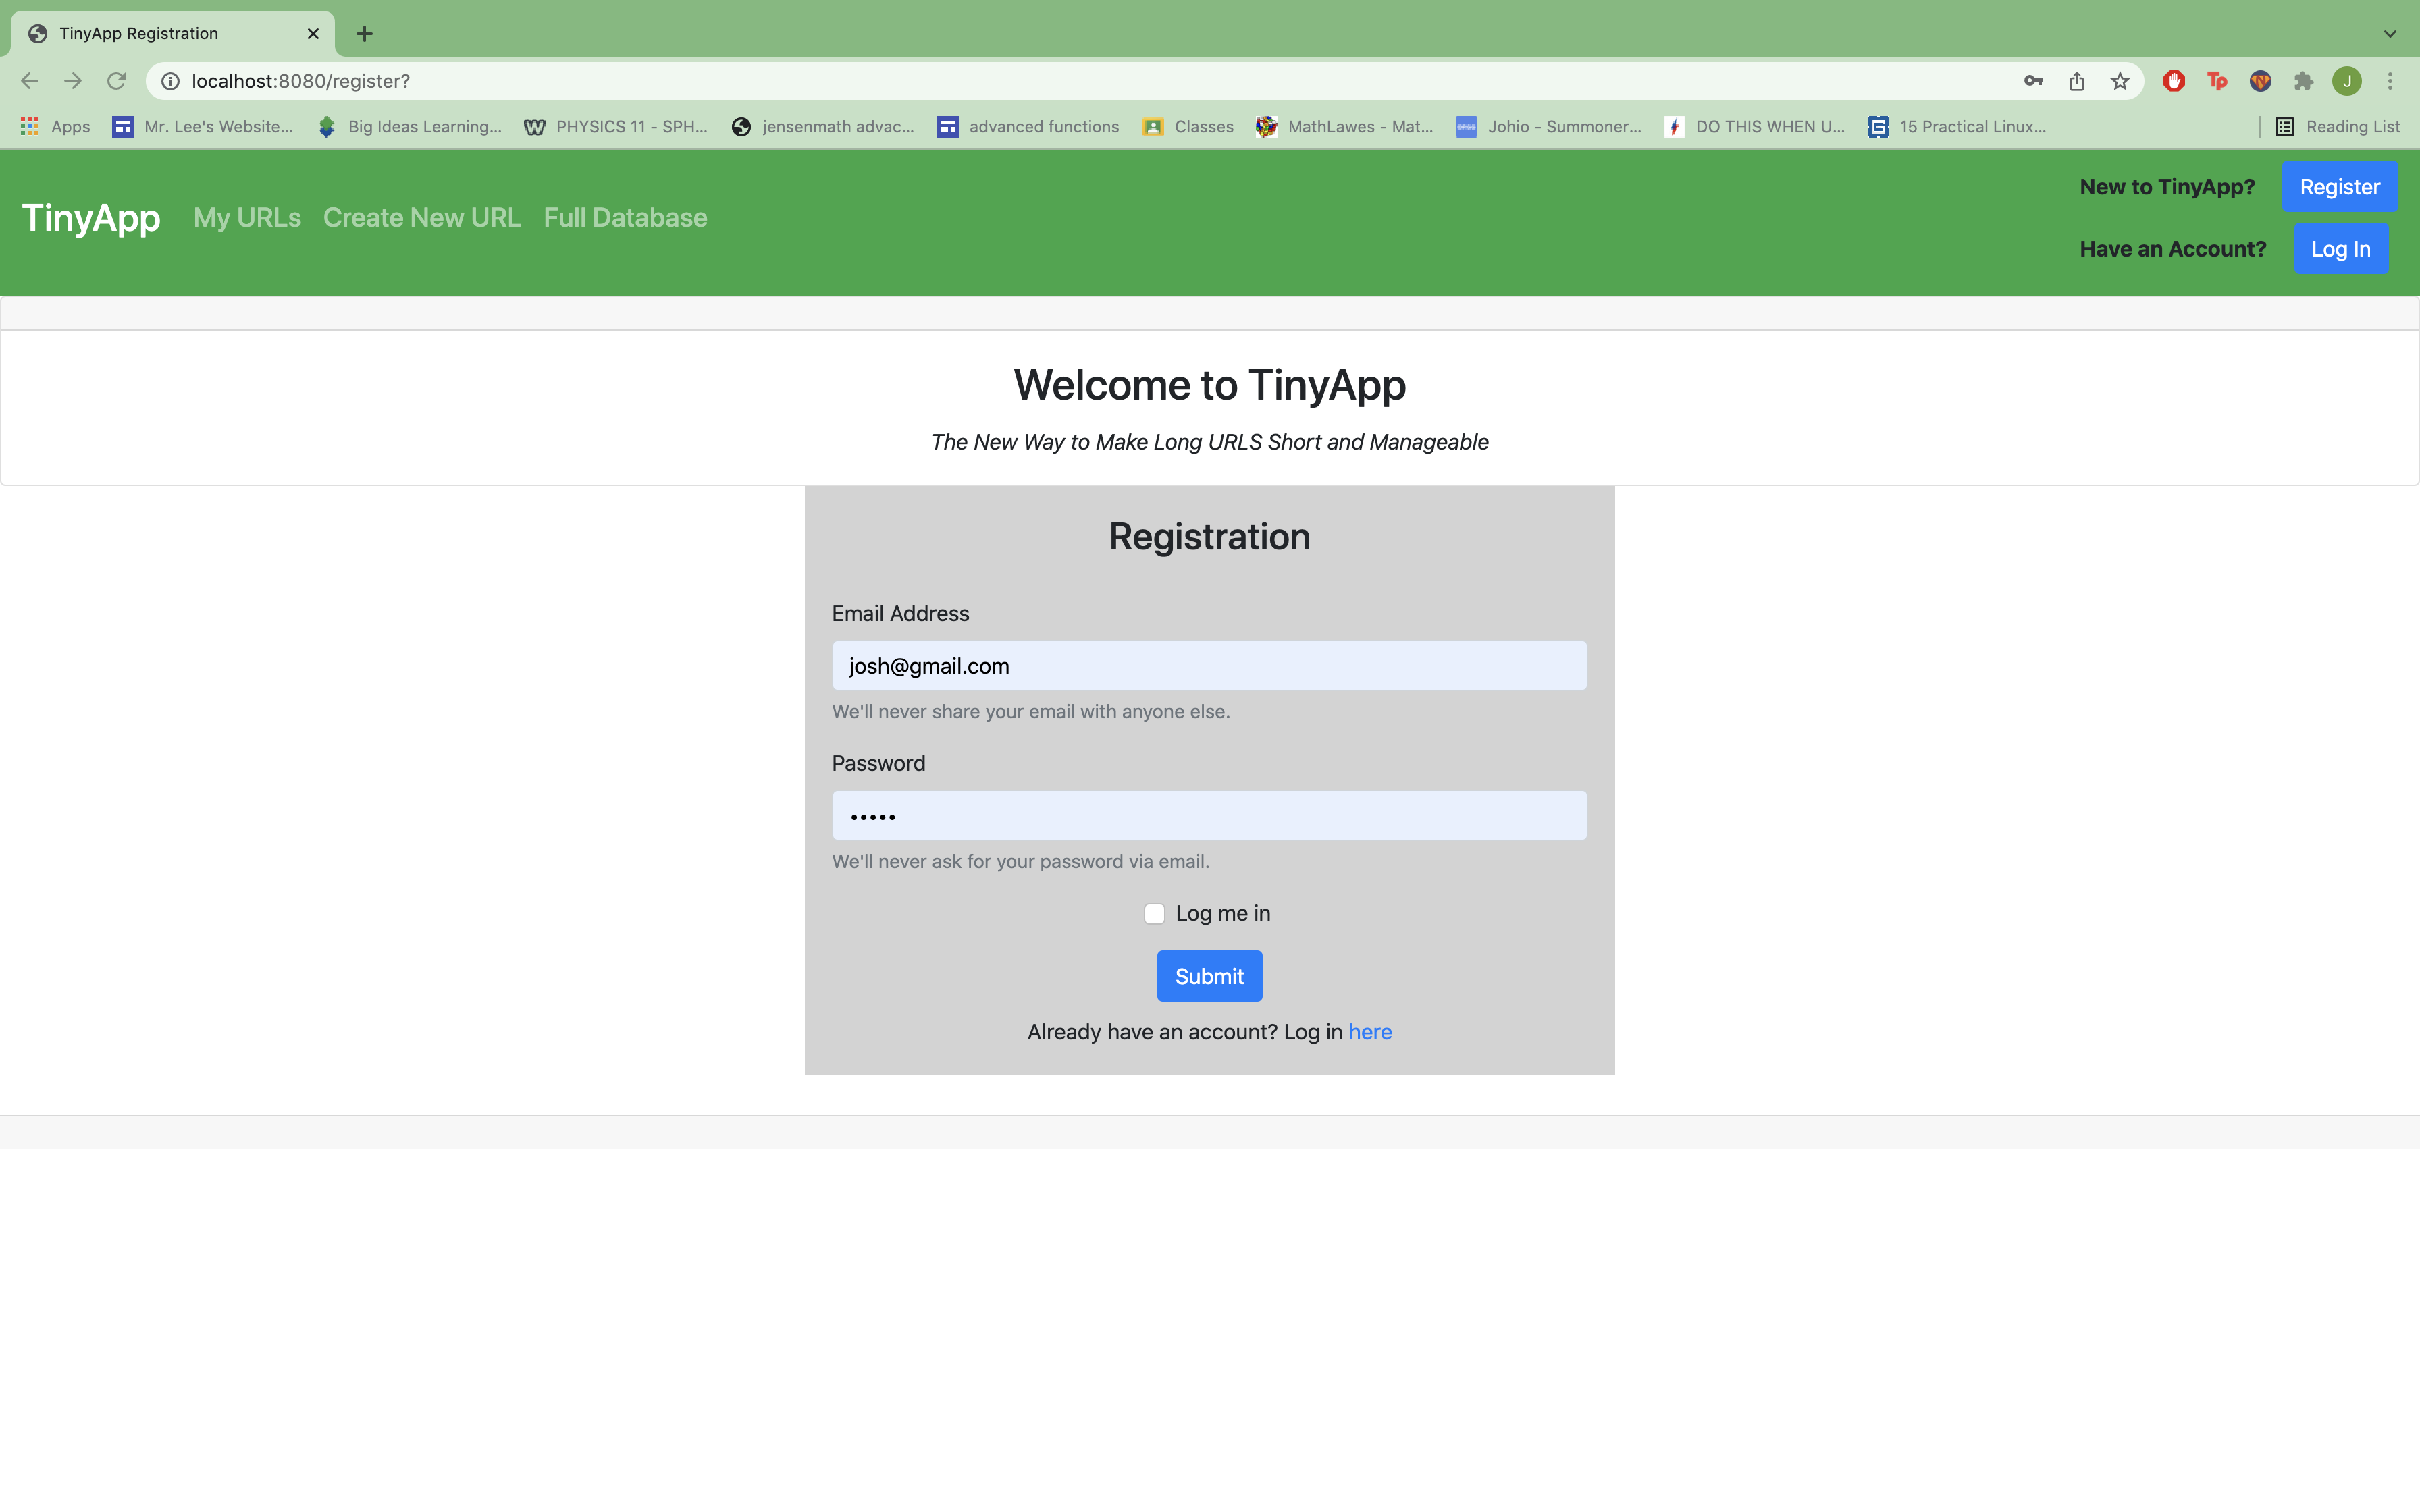 TinyApp Registration
localhost:8080/register?
Apps
Mr. Lee's Website...
Big Ideas Learning...
PHYSICS 11 - SPH...
jensenmath advac...
advanced functions
Classes
MathLawes - Mat...
Johio - Summoner...
DO THIS WHEN U...
15 Practical Linux...
Reading List
TinyApp
My URLs
Create New URL
Full Database
New to TinyApp?
Register
Have an Account?
Log In
Welcome to TinyApp
The New Way to Make Long URLS Short and Manageable
Registration
Email Address
josh@gmail.com
We'll never share your email with anyone else.
Password
•••••
We'll never ask for your password via email.
Log me in
Submit
Already have an account? Log in here